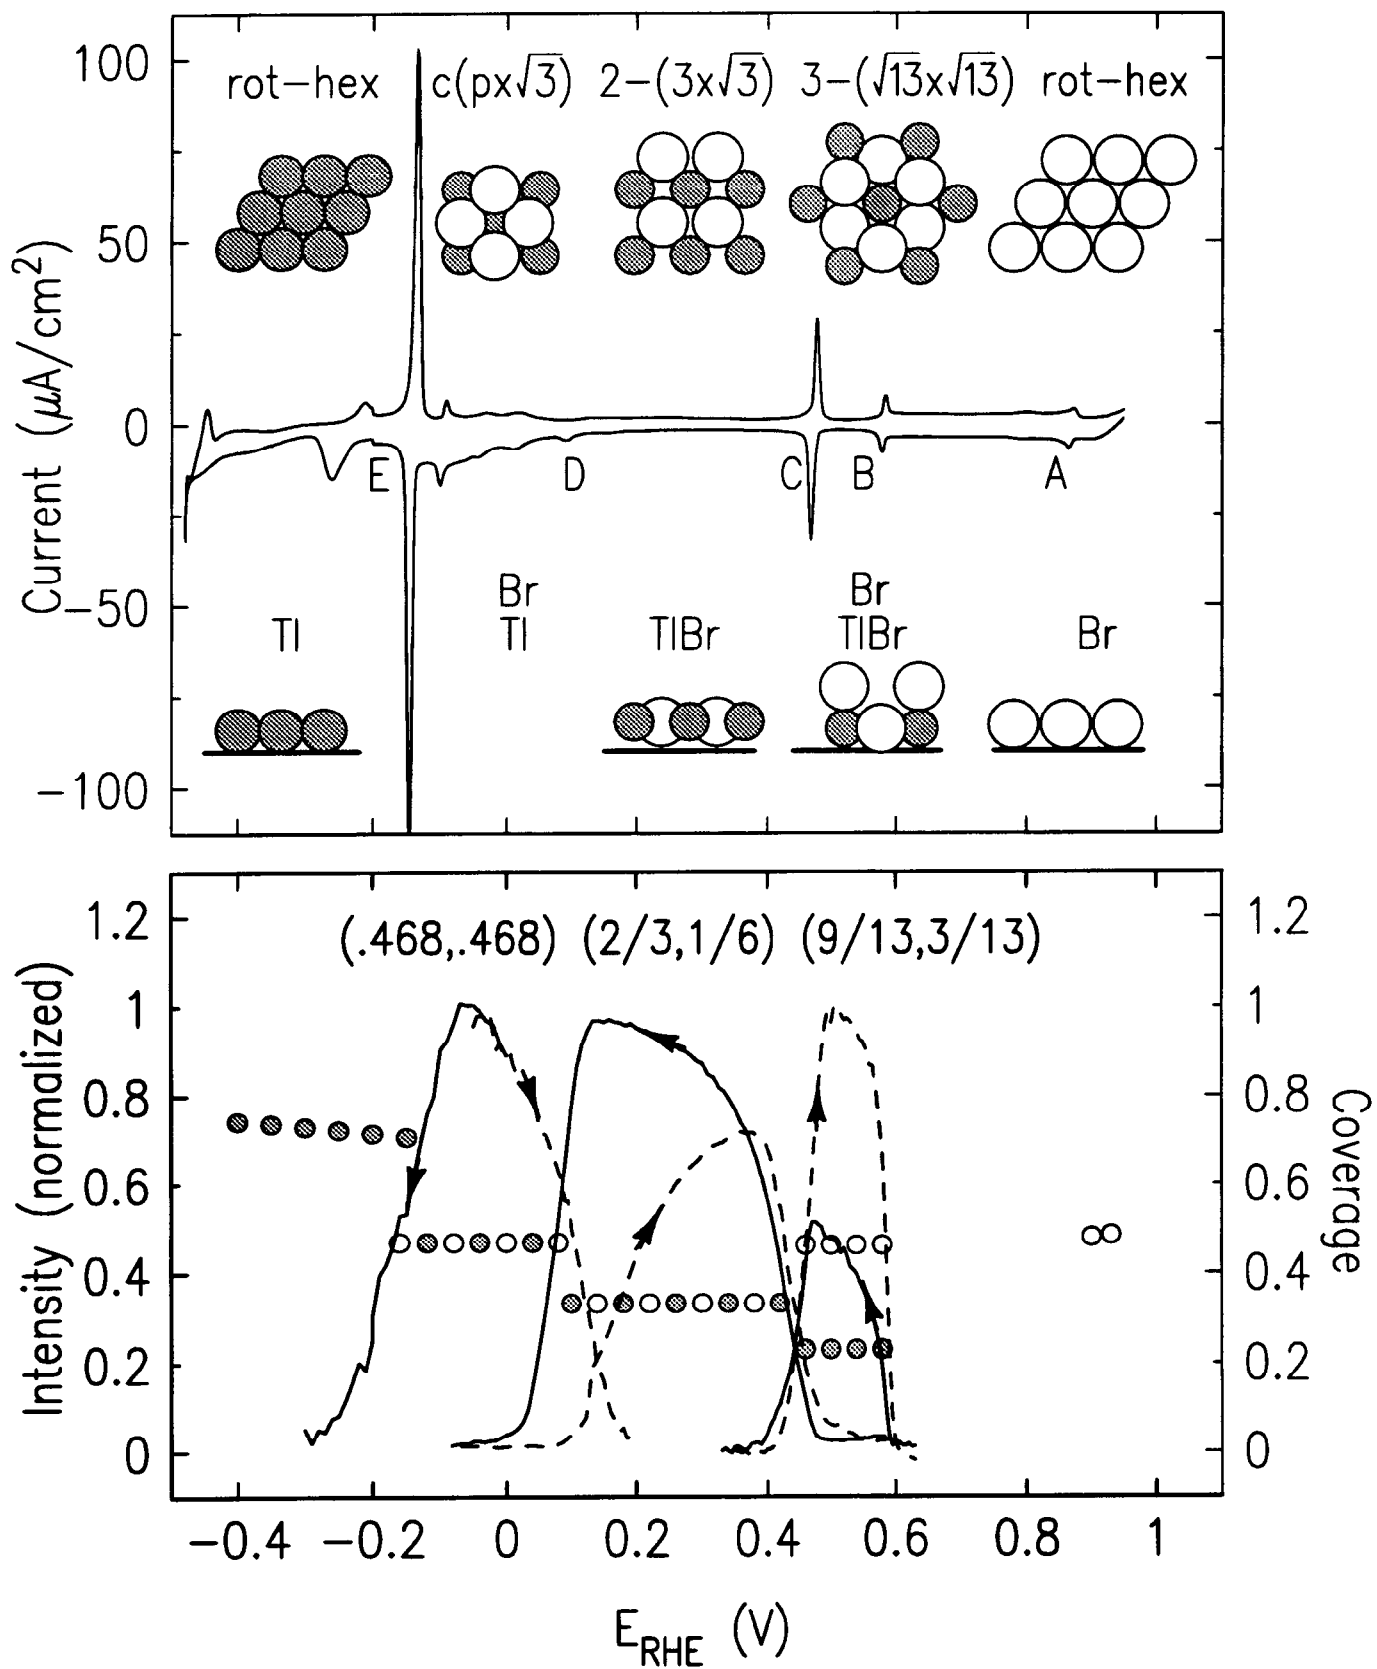 rot-hex c(px√3) 2-(3x√3) 3-(√13x√13) rot-hex
100
50
0
-50
-100
Current (μA/cm²)
E D C B A
Br Br
Tl Tl TlBr TlBr Br
(.468,.468) (2/3,1/6) (9/13,3/13)
1.2 1.2
1 1
0.8 0.8
0.6 0.6
0.4 0.4
0.2 0.2
0 0
Intensity (normalized)
Coverage
-0.4 -0.2 0 0.2 0.4 0.6 0.8 1
E_RHE (V)